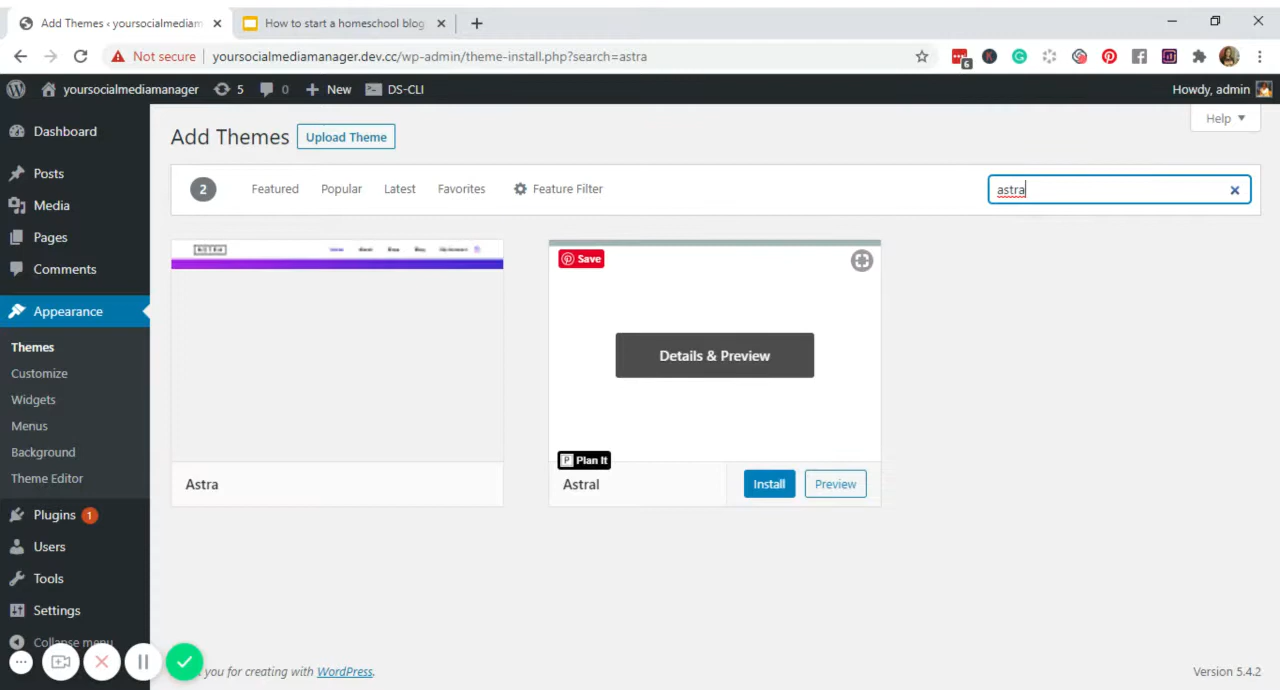 Add Themes ‹ yoursocialmediam
How to start a homeschool blog
Not secure
yoursocialmediamanager.dev.cc/wp-admin/theme-install.php?search=astra
6
yoursocialmediamanager
5
0
New
DS-CLI
Howdy, admin
Dashboard
Posts
Media
Pages
Comments
Appearance
Themes
Customize
Widgets
Menus
Background
Theme Editor
Plugins 1
Users
Tools
Settings
Collapse menu
Add Themes
Upload Theme
Help
2
Featured
Popular
Latest
Favorites
Feature Filter
astra
Astra
Save
Details & Preview
Plan It
Astral
Install
Preview
you for creating with WordPress.
Version 5.4.2